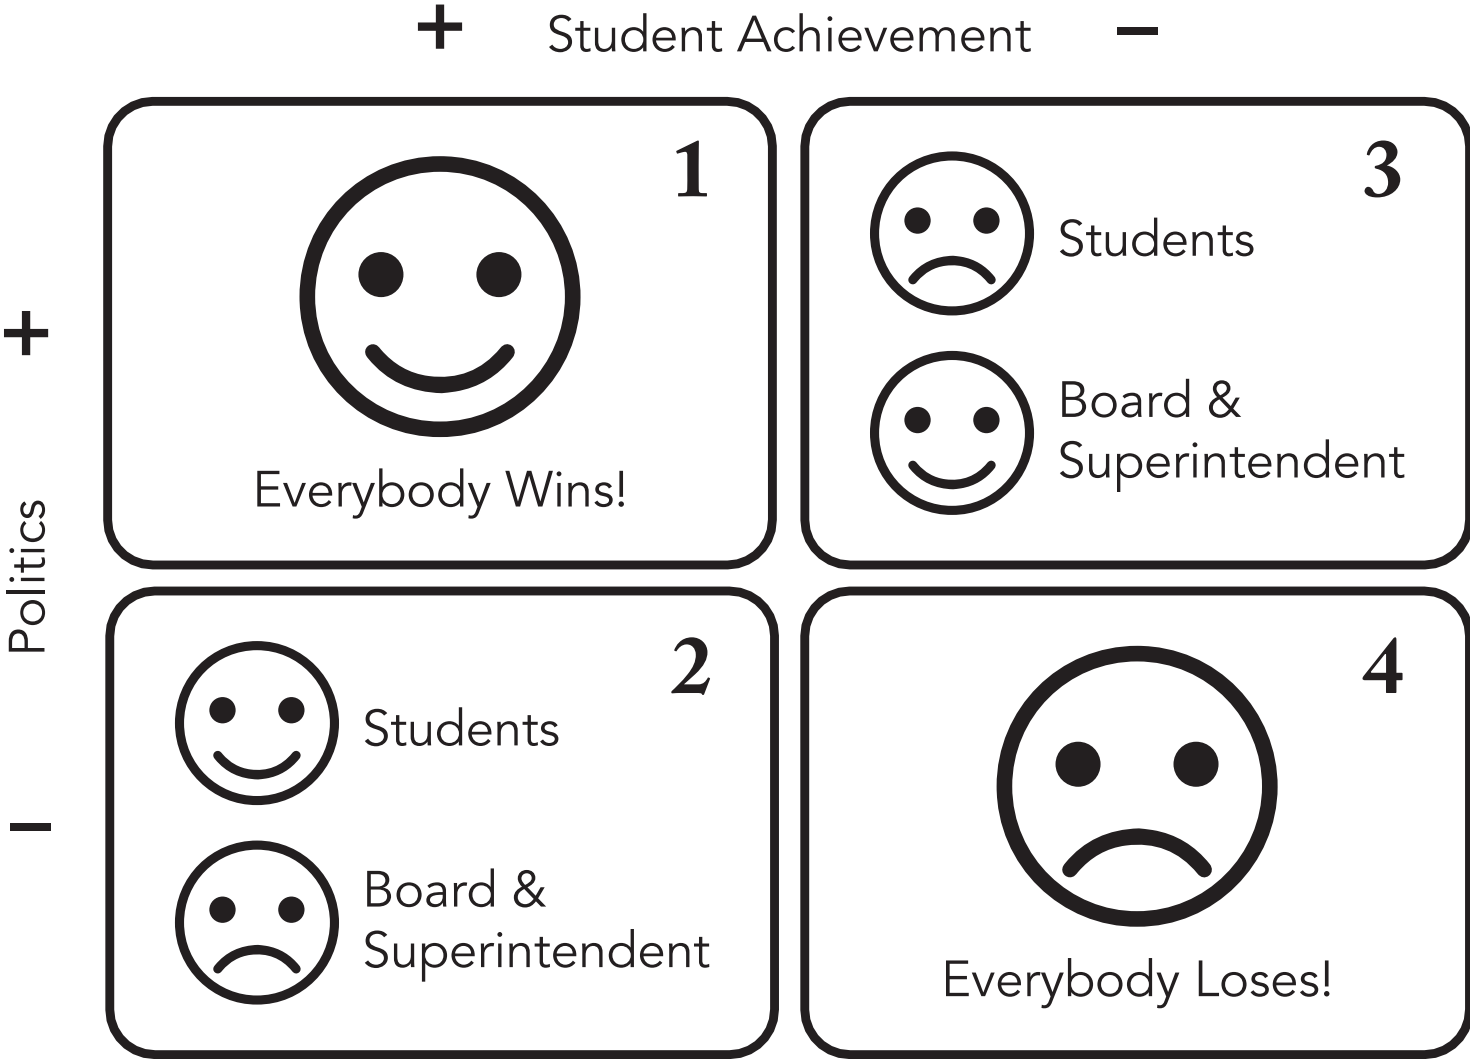 + Student Achievement –
1
Everybody Wins!
3
Students
Board &
Superintendent
+
Politics
–
2
Students
Board &
Superintendent
4
Everybody Loses!